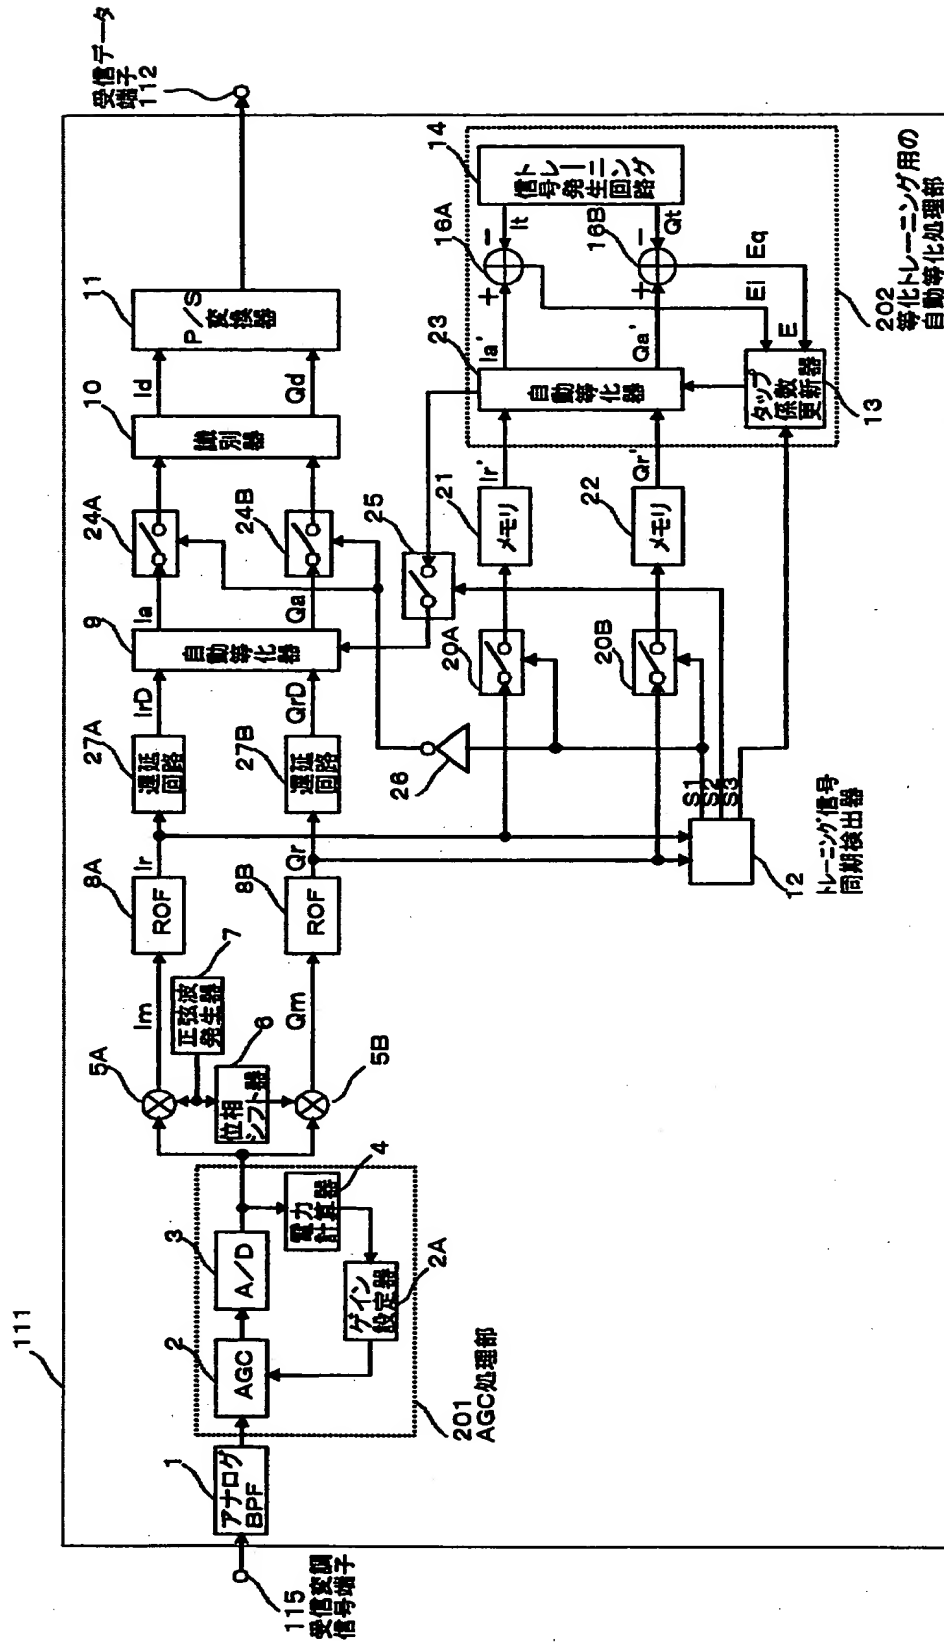 111
115
受信変調
信号端子
1
アナログ
BPF
201
AGC処理部
2
AGC
3
A/D
4
電力
計算器
2A
ゲイン
設定器
5A
5B
6
位相
シフト器
7
正弦波
発生器
Im
Qm
8A
ROF
8B
ROF
Ir
Qr
27A
遅延
回路
27B
遅延
回路
IrD
QrD
9
自動等化器
Ia
Qa
24A
24B
10
識別器
Id
Qd
11
P/S
変換器
受信データ
端子
112
26
25
20A
20B
21
メモリ
22
メモリ
Ir'
Qr'
23
自動等化器
Ia'
Qa'
+
−
+
−
16A
16B
It
Qt
14
トレーニング
信号発生回路
EI
Eq
E
タップ
係数
更新器
13
S1
S2
S3
12
トレーニング信号
同期検出器
202
等化トレーニング用の
自動等化処理部